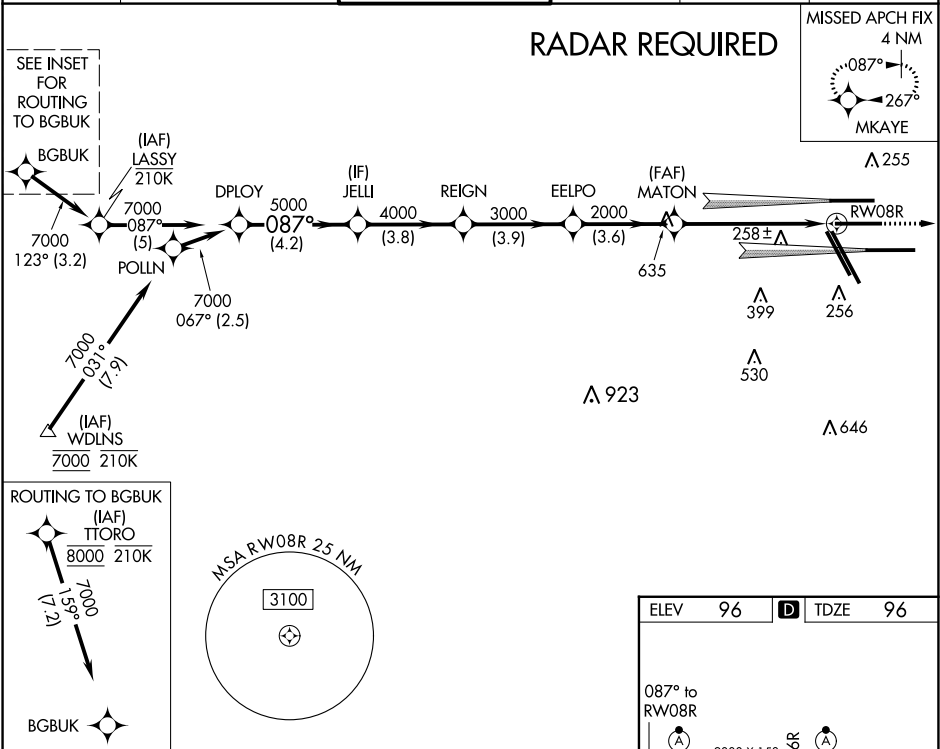 RADAR REQUIRED
MISSED APCH FIX
4 NM
087°
267°
MKAYE
SEE INSET
FOR
ROUTING
TO BGBUK
BGBUK
7000
123° (3.2)
(IAF)
LASSY
210K
7000
087°
(5)
POLLN
7000
067° (2.5)
DPLOY
5000
087°
(4.2)
(IF)
JELLI
4000
(3.8)
REIGN
3000
(3.9)
EELPO
2000
(3.6)
(FAF)
MATON
635
255
RW08R
258±
399
256
530
923
646
7000
031°
(7.9)
(IAF)
WDLNS
7000 210K
ROUTING TO BGBUK
(IAF)
TTORO
8000 210K
7000
159°
(7.2)
BGBUK
MSA RW08R 25 NM
3100
ELEV 96 D TDZE 96
087° to
RW08R
A
A